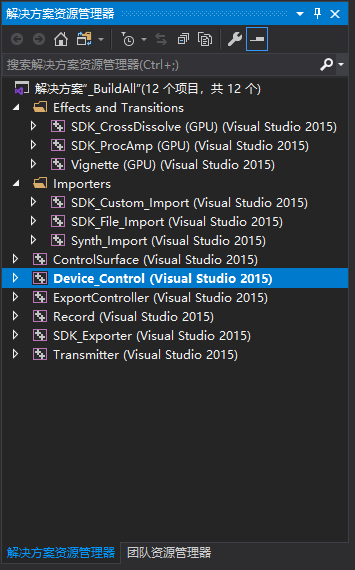 解决方案资源管理器
搜索解决方案资源管理器(Ctrl+;)
解决方案"_BuildAll"(12 个项目，共 12 个)
Effects and Transitions
SDK_CrossDissolve (GPU) (Visual Studio 2015)
SDK_ProcAmp (GPU) (Visual Studio 2015)
Vignette (GPU) (Visual Studio 2015)
Importers
SDK_Custom_Import (Visual Studio 2015)
SDK_File_Import (Visual Studio 2015)
Synth_Import (Visual Studio 2015)
ControlSurface (Visual Studio 2015)
Device_Control (Visual Studio 2015)
ExportController (Visual Studio 2015)
Record (Visual Studio 2015)
SDK_Exporter (Visual Studio 2015)
Transmitter (Visual Studio 2015)
解决方案资源管理器 团队资源管理器